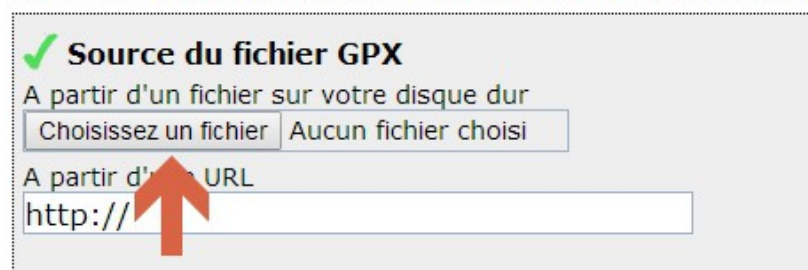 Source du fichier GPX
A partir d'un fichier sur votre disque dur
Choisissez un fichier Aucun fichier choisi
A partir d' URL
http://